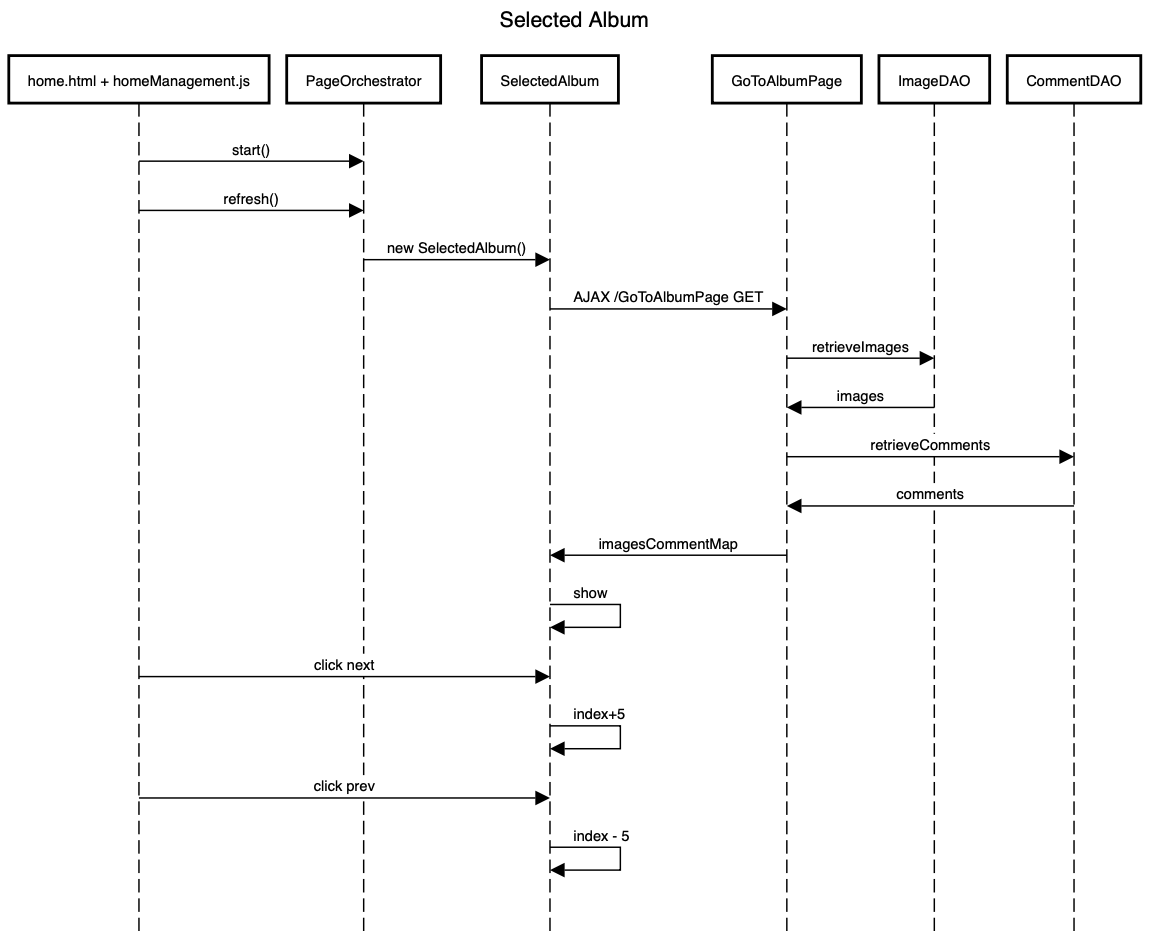 Selected Album
home.html + homeManagement.js
PageOrchestrator
SelectedAlbum
GoToAlbumPage
ImageDAO
CommentDAO
start()
refresh()
new SelectedAlbum()
AJAX /GoToAlbumPage GET
retrieveImages
images
retrieveComments
comments
imagesCommentMap
show
click next
index+5
click prev
index - 5